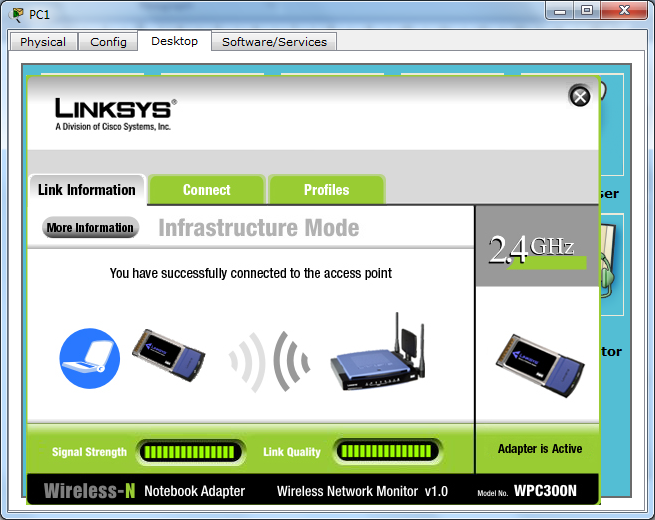 PC1
Physical
Config
Desktop
Software/Services
LINKSYS®
A Division of Cisco Systems, Inc.
ser
Link Information
Connect
Profiles
More Information
Infrastructure Mode
2.4GHz
You have successfully connected to the access point
tor
Signal Strength
Link Quality
Adapter is Active
Wireless-N Notebook Adapter
Wireless Network Monitor v1.0
Model No. WPC300N